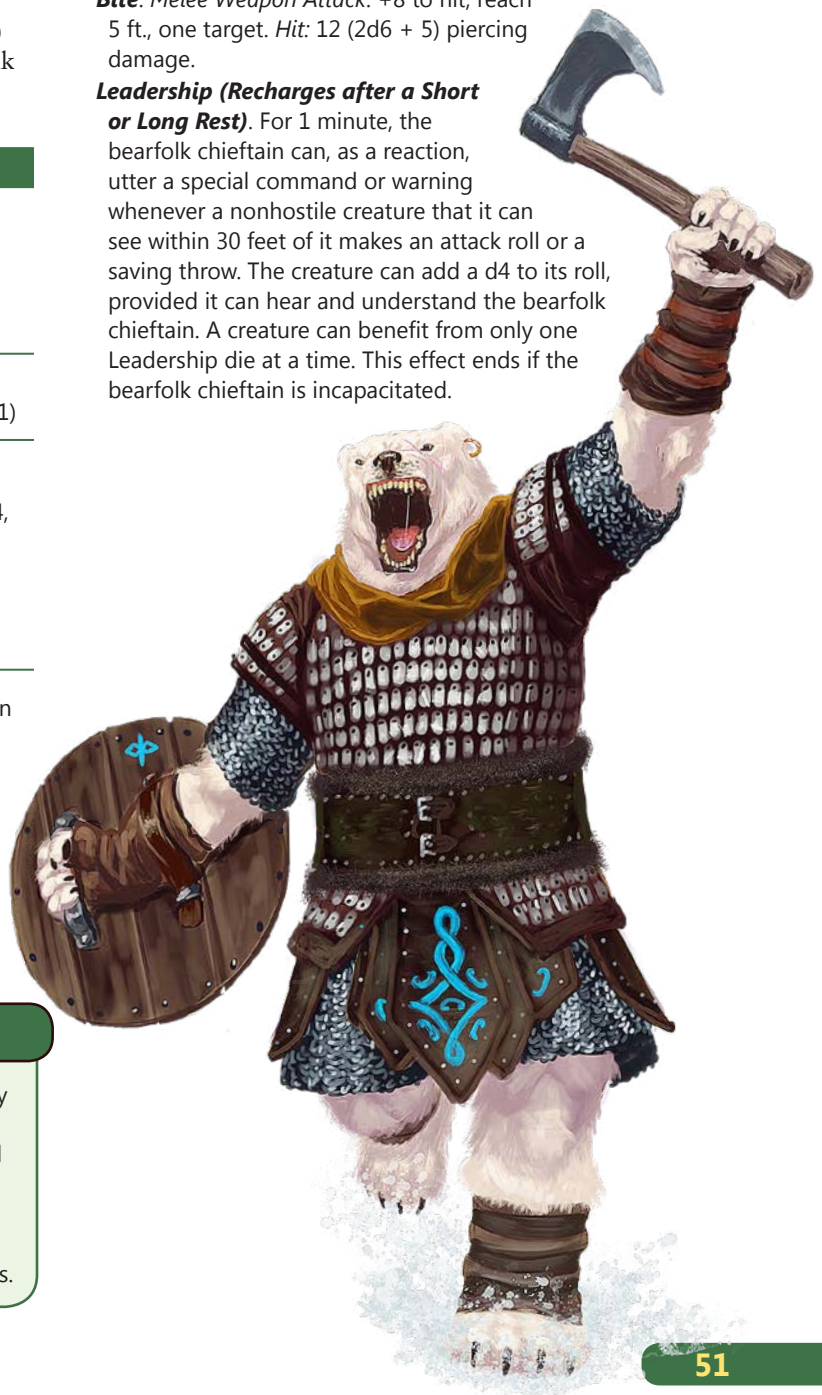 k
1)
4,
n
y
s.
Bite. Melee Weapon Attack: +8 to hit, reach
5 ft., one target. Hit: 12 (2d6 + 5) piercing
damage.
Leadership (Recharges after a Short
or Long Rest). For 1 minute, the
bearfolk chieftain can, as a reaction,
utter a special command or warning
whenever a nonhostile creature that it can
see within 30 feet of it makes an attack roll or a
saving throw. The creature can add a d4 to its roll,
provided it can hear and understand the bearfolk
chieftain. A creature can benefit from only one
Leadership die at a time. This effect ends if the
bearfolk chieftain is incapacitated.
51